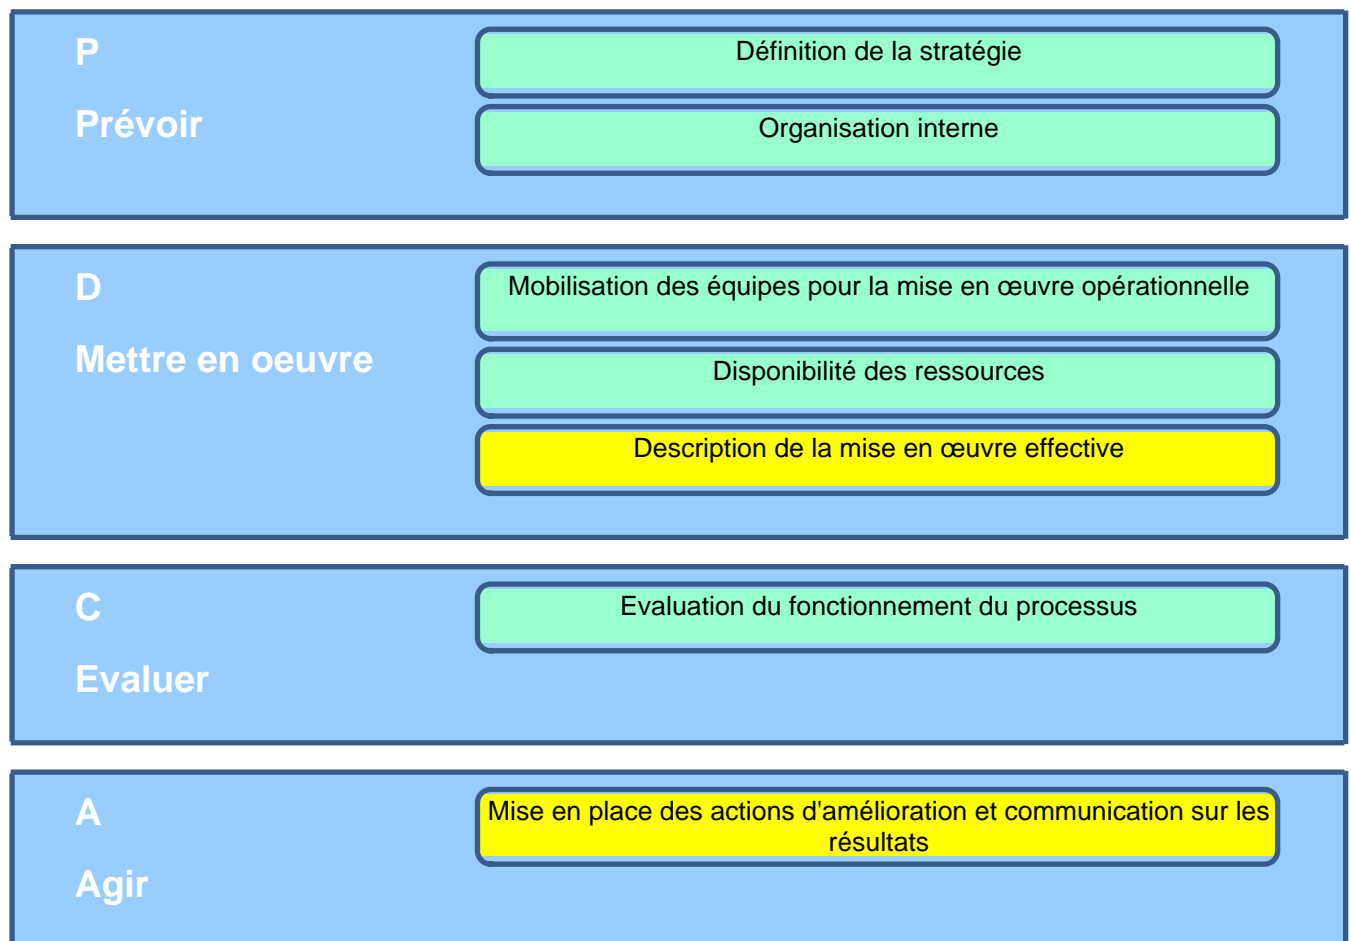 P
Prévoir
Définition de la stratégie
Organisation interne
D
Mettre en oeuvre
Mobilisation des équipes pour la mise en œuvre opérationnelle
Disponibilité des ressources
Description de la mise en œuvre effective
C
Evaluer
Evaluation du fonctionnement du processus
A
Agir
Mise en place des actions d'amélioration et communication sur les
résultats